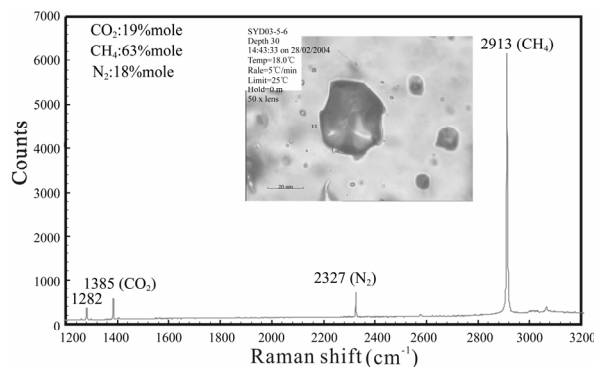 CO₂:19%mole
CH₄:63%mole
N₂:18%mole
SYD03-5-6
Depth 30
14:43:33 on 28/02/2004
Temp=18.0℃
Rale=5℃/min
Limit=25℃
Hold=0 m
50 x lens
20 um
2913 (CH₄)
2327 (N₂)
1385 (CO₂)
1282
Counts
7000
6000
5000
4000
3000
2000
1000
0
1200 1400 1600 1800 2000 2200 2400 2600 2800 3000 3200
Raman shift (cm⁻¹)